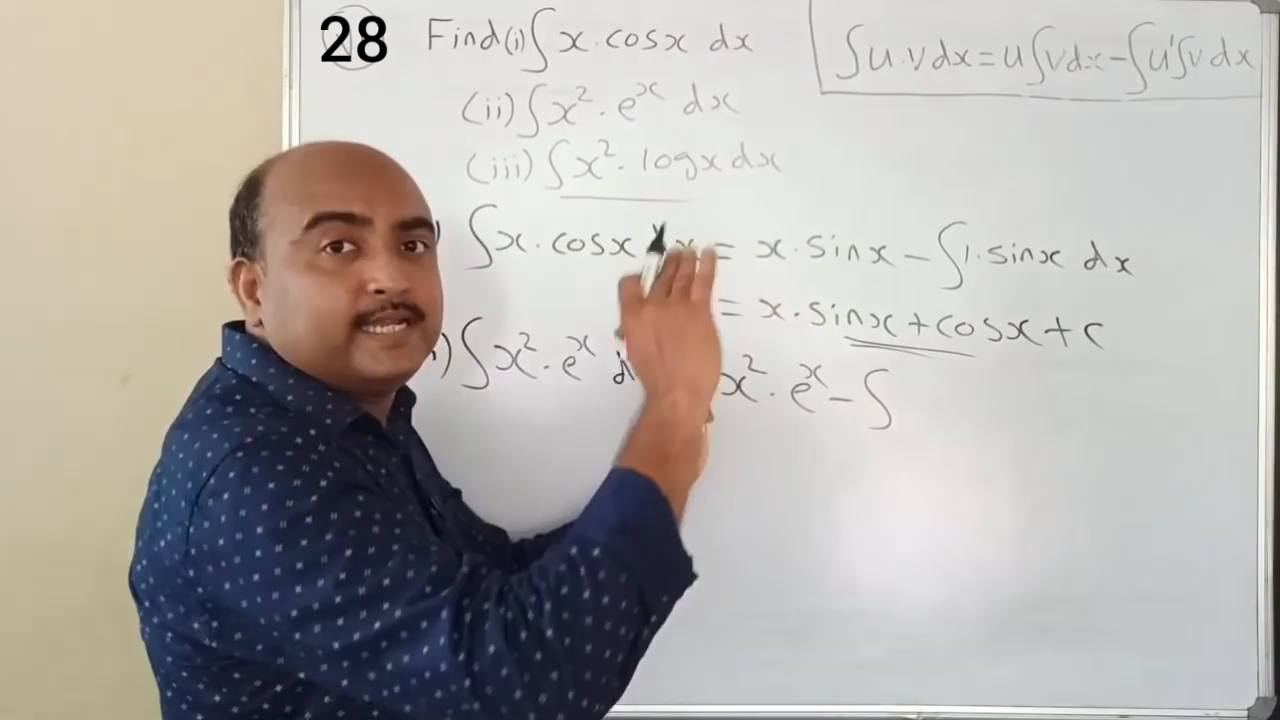 28 Find (i) ∫ x.cosx dx
∫u.v dx = u∫vdx - ∫u'∫v dx
(ii) ∫x². eˣ dx
(iii) ∫x². logx dx
) ∫x. cosx = x. sinx - ∫1. sinx dx
= x. sinx + cosx + c
) ∫x². eˣ x². eˣ - ∫